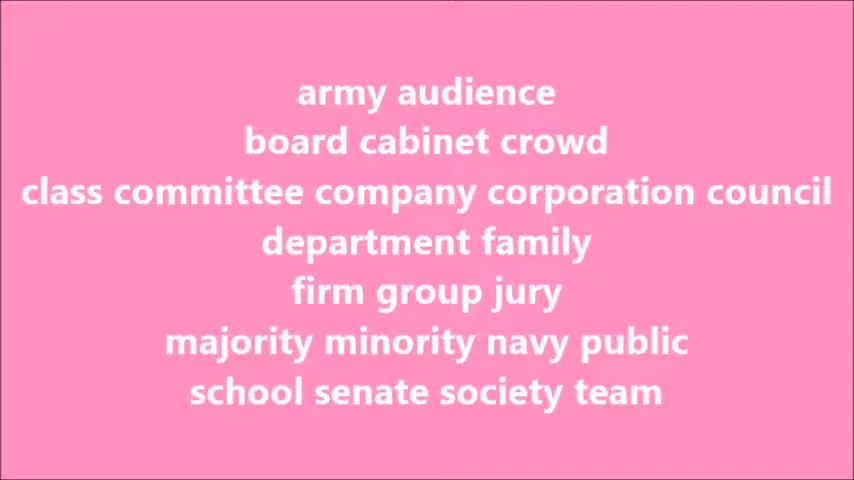 army audience
board cabinet crowd
class committee company corporation council
department family
firm group jury
majority minority navy public
school senate society team